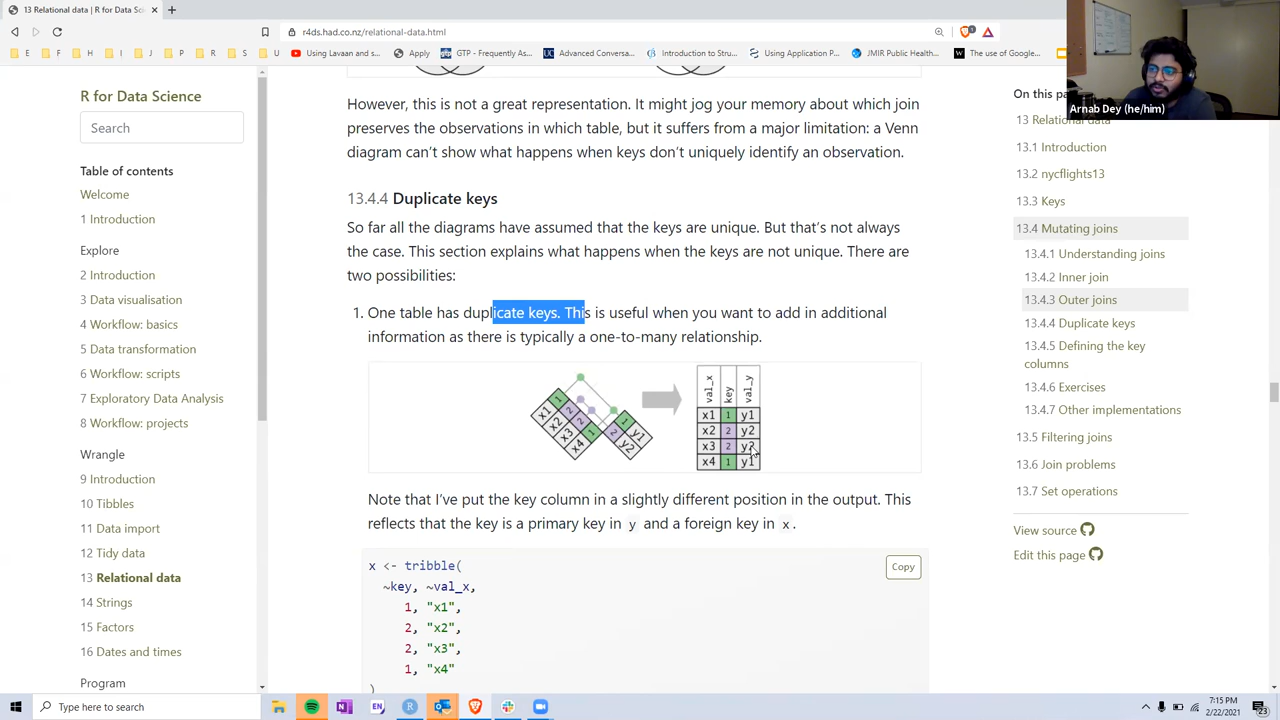 13 Relational data | R for Data Science
r4ds.had.co.nz/relational-data.html
E F H I J P R S U Using Lavaan and s... Apply GTP - Frequently As... Advanced Conversa... Introduction to Stru... Using Application P... JMIR Public Health... The use of Google...
Arnab Dey (he/him)
R for Data Science
Search
Table of contents
Welcome
1 Introduction
Explore
2 Introduction
3 Data visualisation
4 Workflow: basics
5 Data transformation
6 Workflow: scripts
7 Exploratory Data Analysis
8 Workflow: projects
Wrangle
9 Introduction
10 Tibbles
11 Data import
12 Tidy data
13 Relational data
14 Strings
15 Factors
16 Dates and times
Program
However, this is not a great representation. It might jog your memory about which join
preserves the observations in which table, but it suffers from a major limitation: a Venn
diagram can't show what happens when keys don't uniquely identify an observation.
13.4.4 Duplicate keys
So far all the diagrams have assumed that the keys are unique. But that's not always
the case. This section explains what happens when the keys are not unique. There are
two possibilities:
1. One table has duplicate keys. This is useful when you want to add in additional
information as there is typically a one-to-many relationship.
x1 1
x2 2
x3 2
x4 1
1 y1
2 y2
val_x key val_y
x1 1 y1
x2 2 y2
x3 2 y2
x4 1 y1
Note that I've put the key column in a slightly different position in the output. This
reflects that the key is a primary key in y and a foreign key in x.
Copy
x <- tribble(
~key, ~val_x,
1, "x1",
2, "x2",
2, "x3",
1, "x4"
)
On this pa
13 Relational data
13.1 Introduction
13.2 nycflights13
13.3 Keys
13.4 Mutating joins
13.4.1 Understanding joins
13.4.2 Inner join
13.4.3 Outer joins
13.4.4 Duplicate keys
13.4.5 Defining the key
columns
13.4.6 Exercises
13.4.7 Other implementations
13.5 Filtering joins
13.6 Join problems
13.7 Set operations
View source
Edit this page
Type here to search
7:15 PM
2/22/2021
23